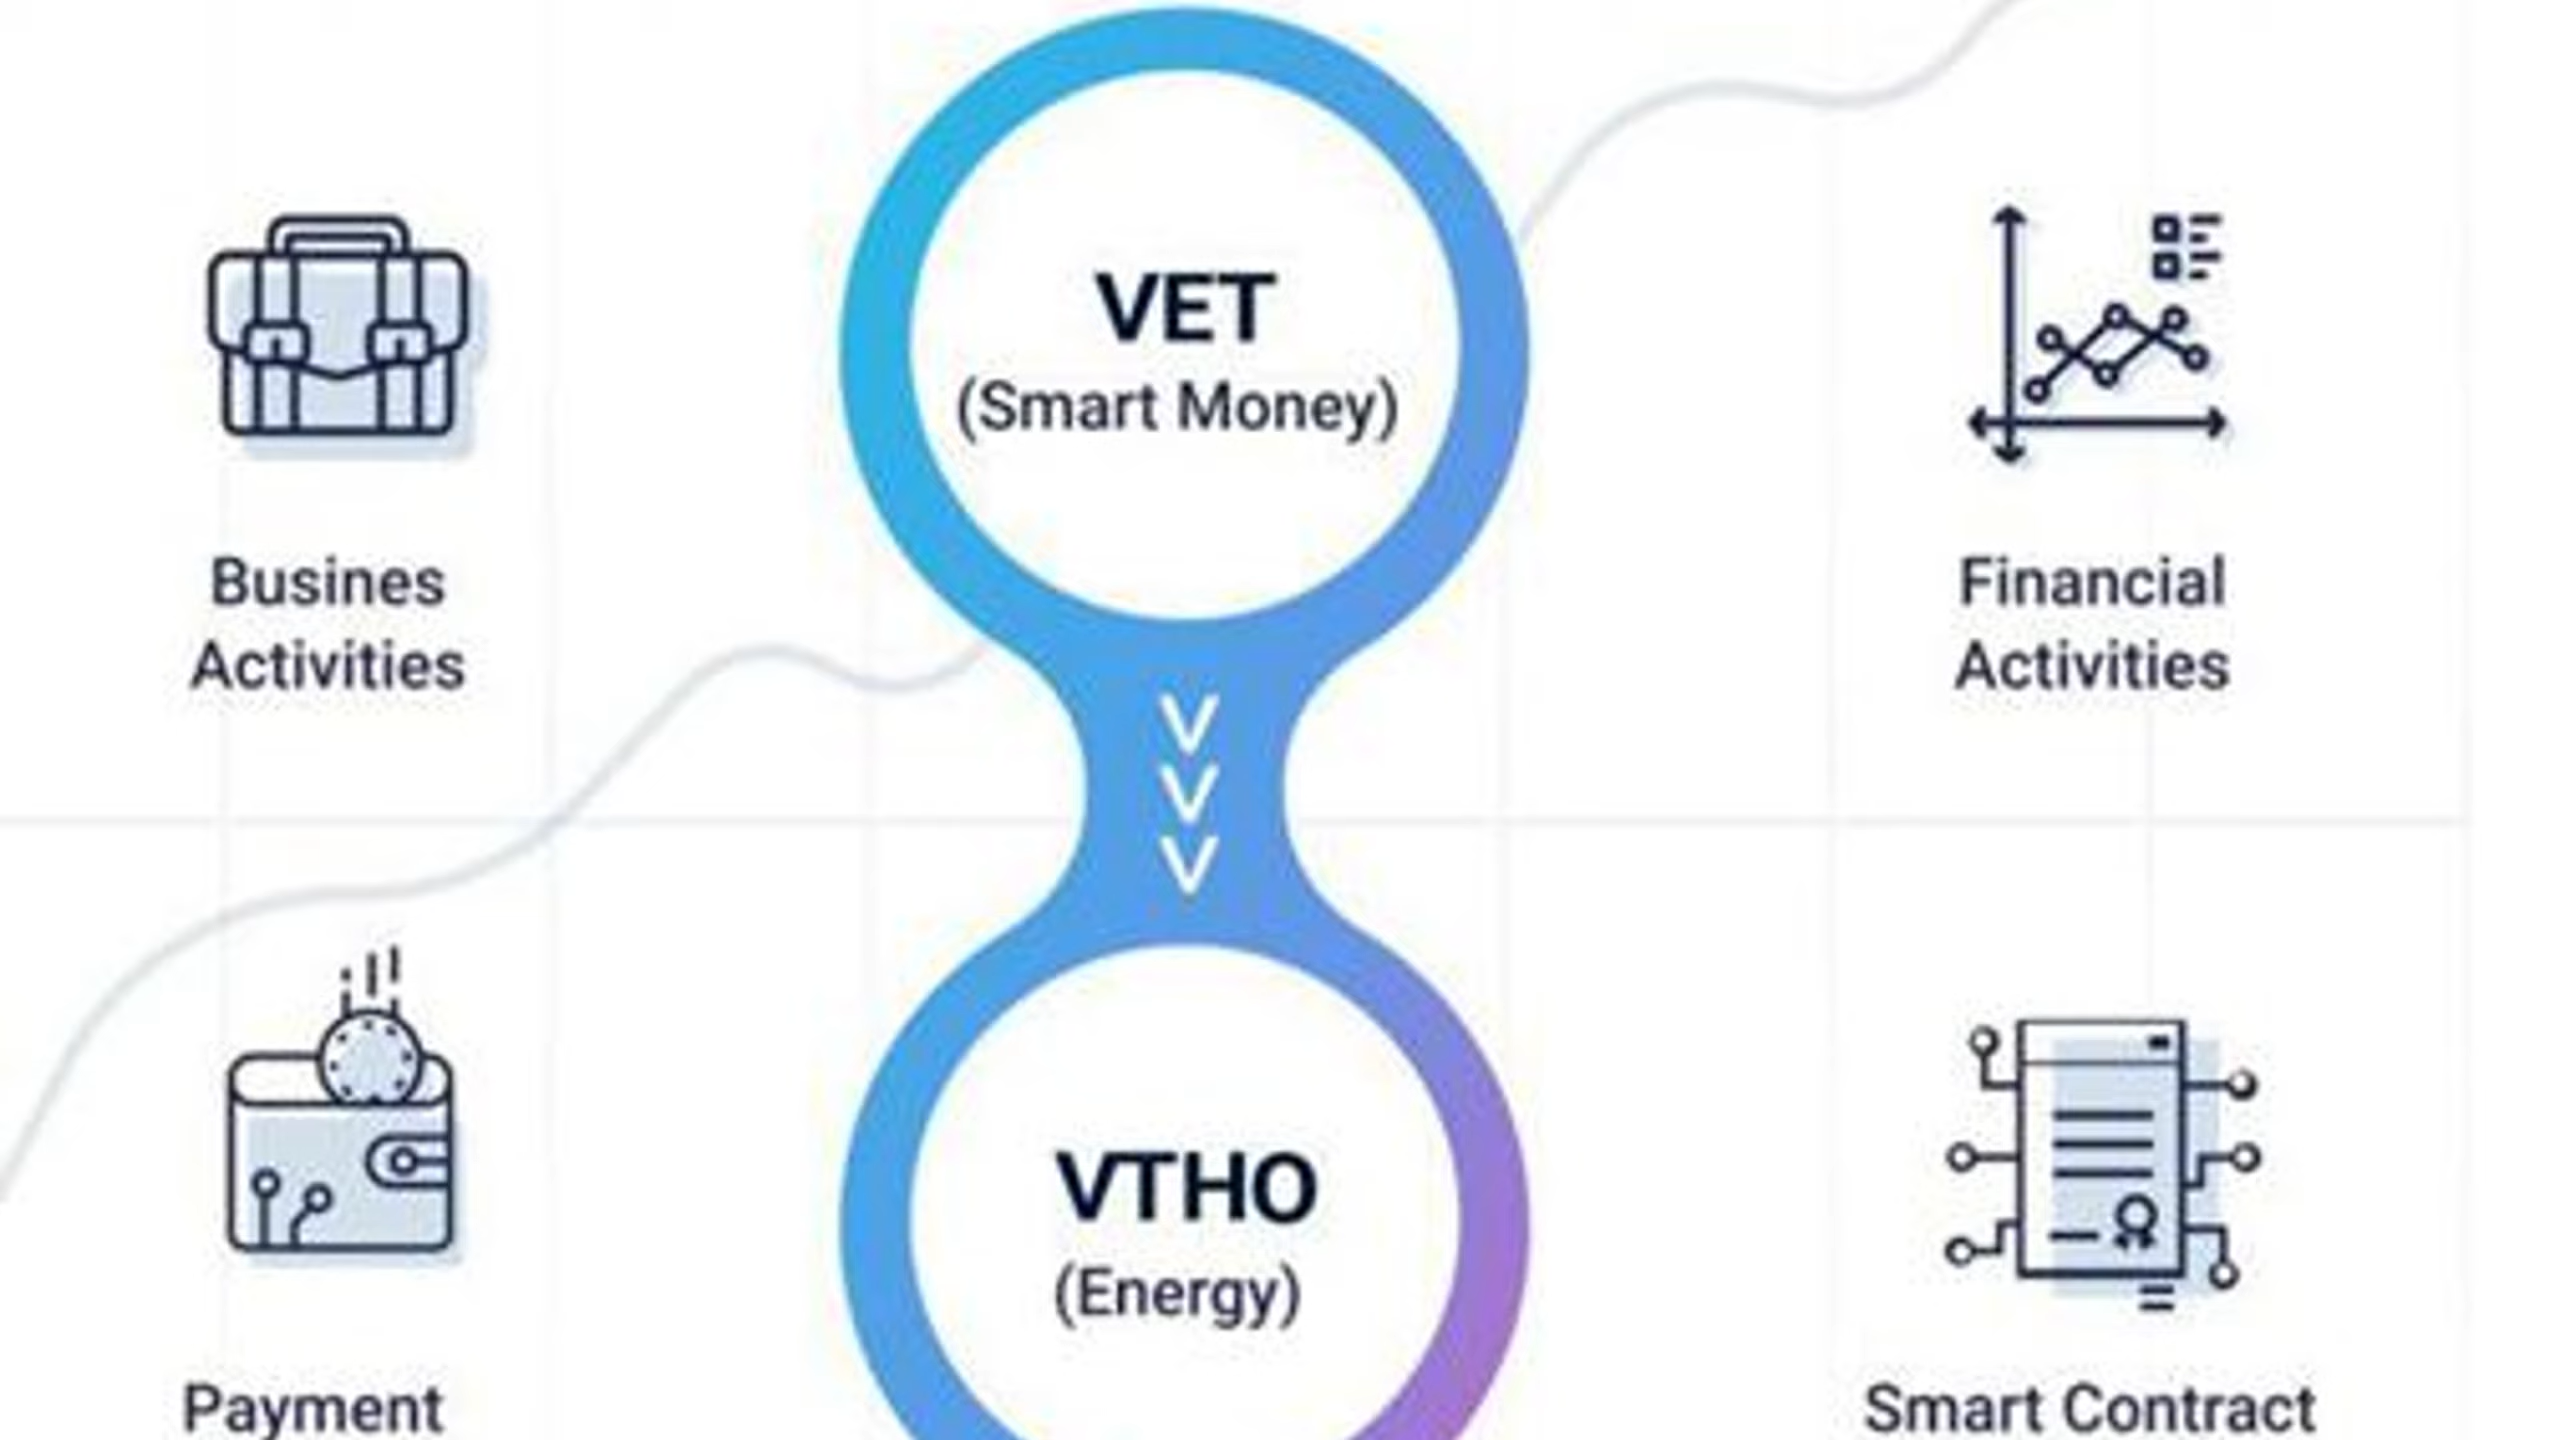 VET
(Smart Money)
Busines
Activities
Financial
Activities
VTHO
(Energy)
Payment
Smart Contract